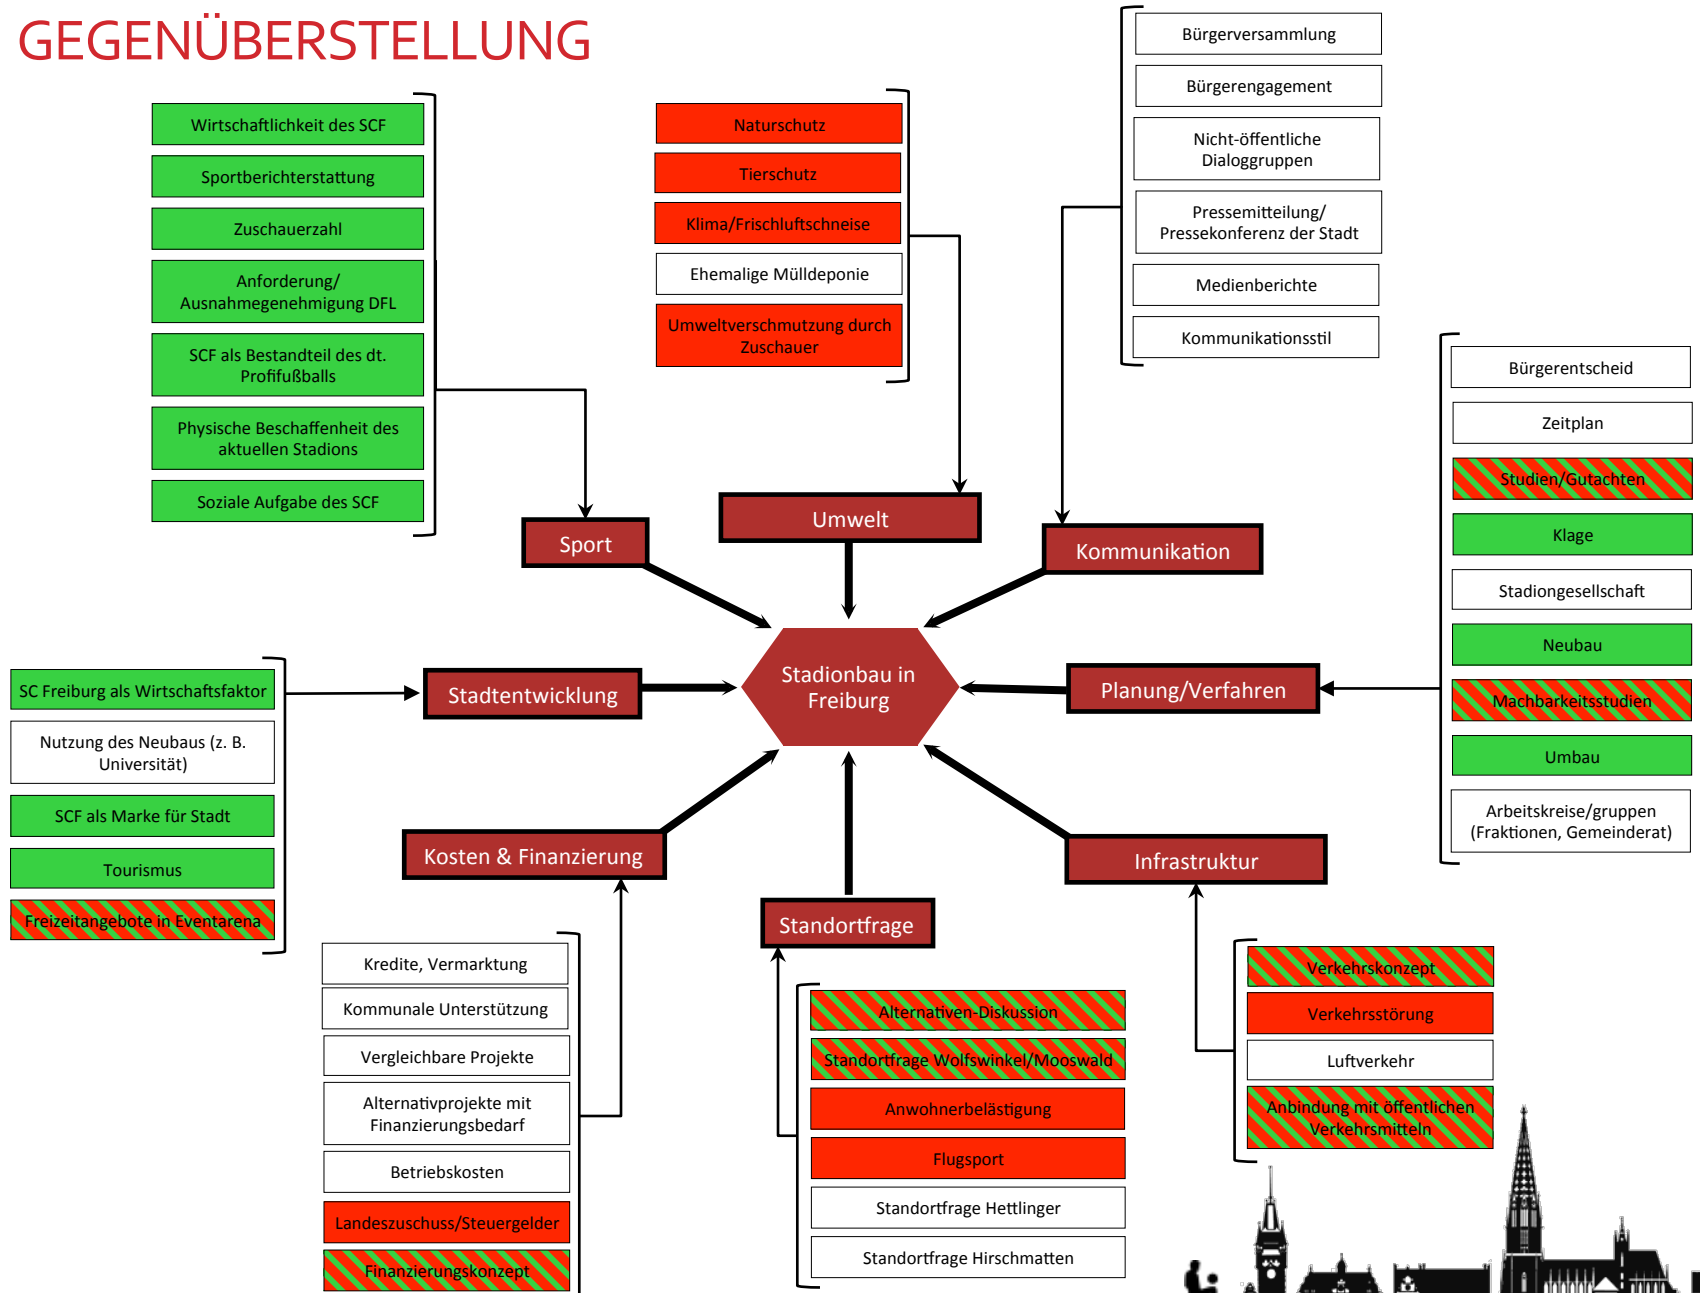 GEGENÜBERSTELLUNG
Wirtschaftlichkeit des SCF
Sportberichterstattung
Zuschauerzahl
Anforderung/
Ausnahmegenehmigung DFL
SCF als Bestandteil des dt.
Profifußballs
Physische Beschaffenheit des
aktuellen Stadions
Soziale Aufgabe des SCF
Sport
Naturschutz
Tierschutz
Klima/Frischluftschneise
Ehemalige Mülldeponie
Umweltverschmutzung durch
Zuschauer
Umwelt
Bürgerversammlung
Bürgerengagement
Nicht-öffentliche
Dialoggruppen
Pressemitteilung/
Pressekonferenz der Stadt
Medienberichte
Kommunikationsstil
Kommunikation
Bürgerentscheid
Zeitplan
Studien/Gutachten
Klage
Stadiongesellschaft
Neubau
Machbarkeitsstudien
Umbau
Arbeitskreise/gruppen
(Fraktionen, Gemeinderat)
Planung/Verfahren
Stadionbau in
Freiburg
Stadtentwicklung
SC Freiburg als Wirtschaftsfaktor
Nutzung des Neubaus (z. B.
Universität)
SCF als Marke für Stadt
Tourismus
Freizeitangebote in Eventarena
Kosten & Finanzierung
Kredite, Vermarktung
Kommunale Unterstützung
Vergleichbare Projekte
Alternativprojekte mit
Finanzierungsbedarf
Betriebskosten
Landeszuschuss/Steuergelder
Finanzierungskonzept
Standortfrage
Alternativen-Diskussion
Standortfrage Wolfswinkel/Mooswald
Anwohnerbelästigung
Flugsport
Standortfrage Hettlinger
Standortfrage Hirschmatten
Infrastruktur
Verkehrskonzept
Verkehrsstörung
Luftverkehr
Anbindung mit öffentlichen
Verkehrsmitteln